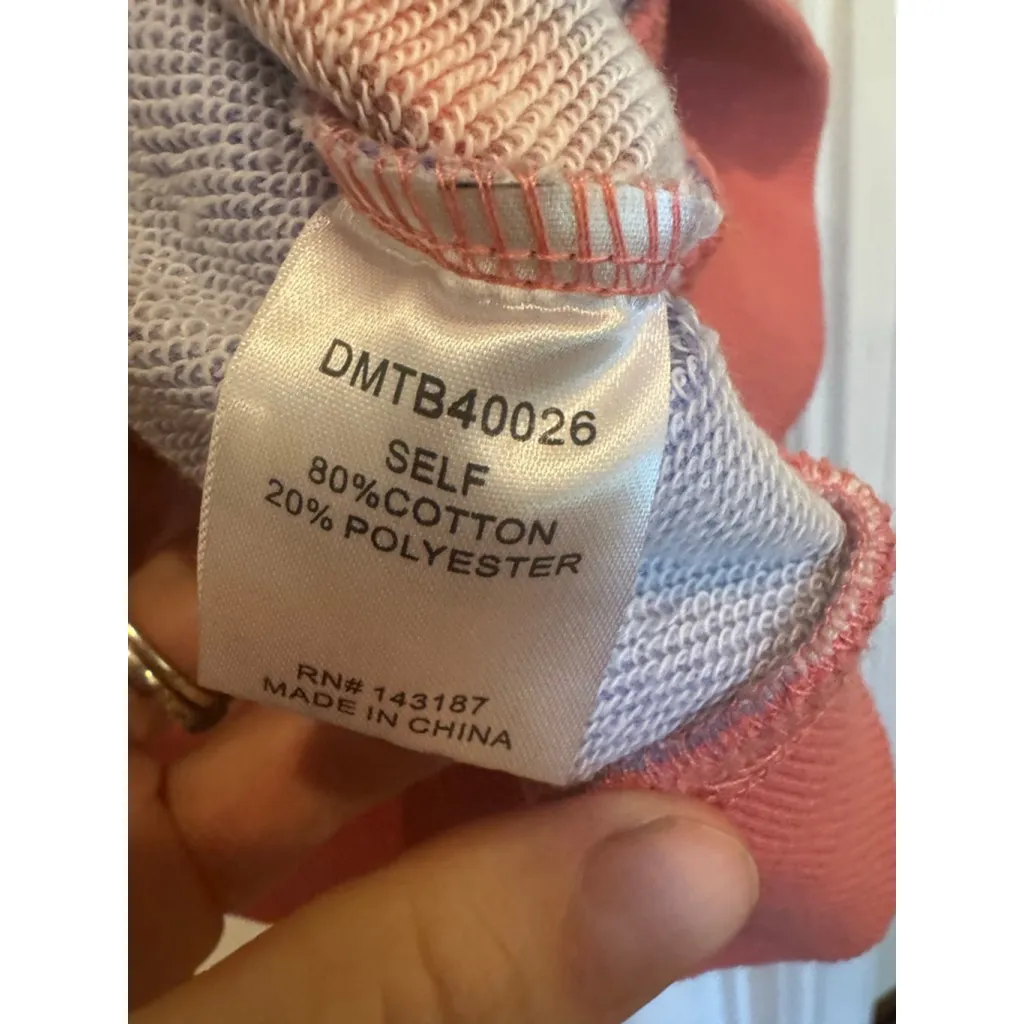 DMTB40026
SELF
80%COTTON
20% POLYESTER
RN# 143187
MADE IN CHINA